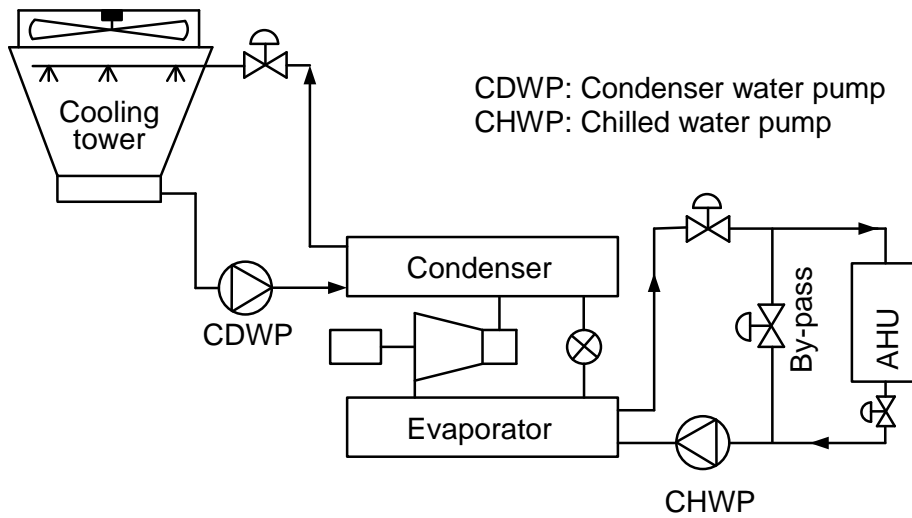 Cooling
tower
CDWP: Condenser water pump
CHWP: Chilled water pump
Condenser
CDWP
By-pass
AHU
Evaporator
CHWP